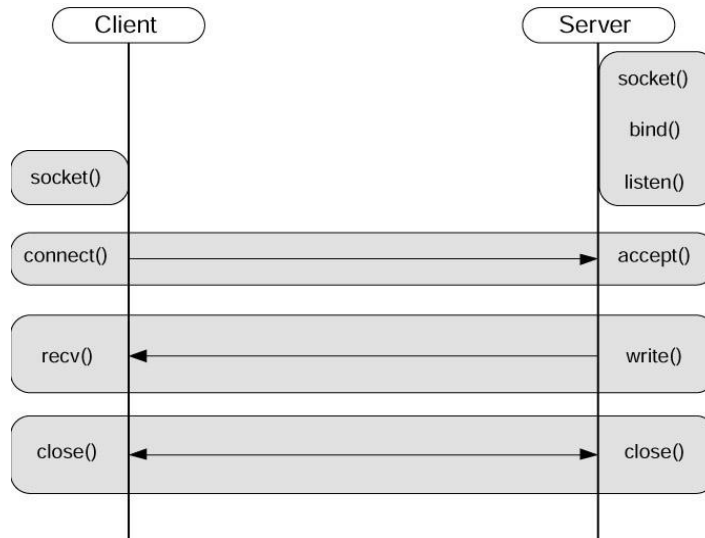 Client
Server
socket()
bind()
socket()
listen()
connect()
accept()
recv()
write()
close()
close()